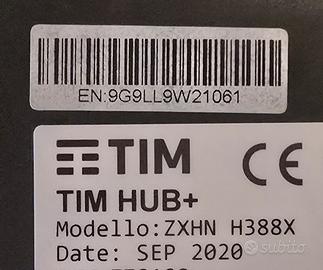 EN:9G9LL9W21061
TIM CE
TIM HUB+
Modello:ZXHN H388X
Date: SEP 2020
subito